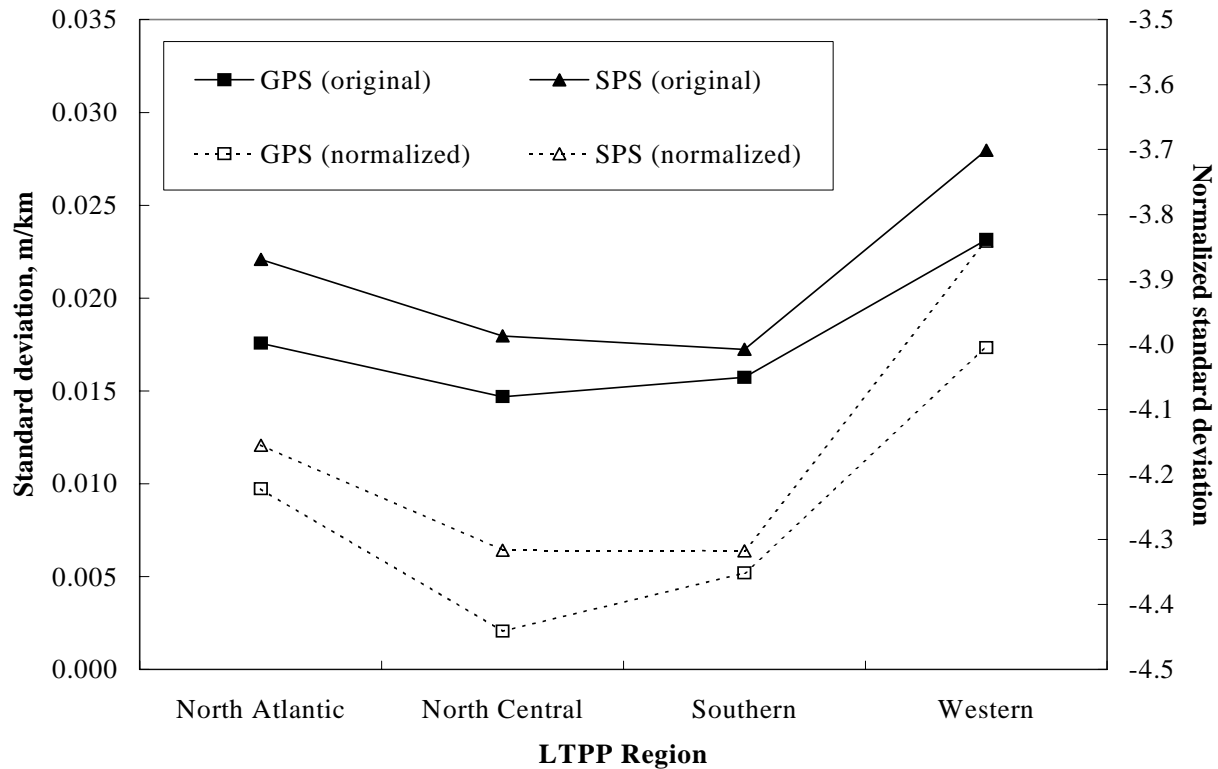 0.035
0.030
0.025
0.020
0.015
0.010
0.005
0.000
Standard deviation, m/km
GPS (original)
SPS (original)
GPS (normalized)
SPS (normalized)
-3.5
-3.6
-3.7
-3.8
-3.9
-4.0
-4.1
-4.2
-4.3
-4.4
-4.5
Normalized standard deviation
North Atlantic
North Central
Southern
Western
LTPP Region